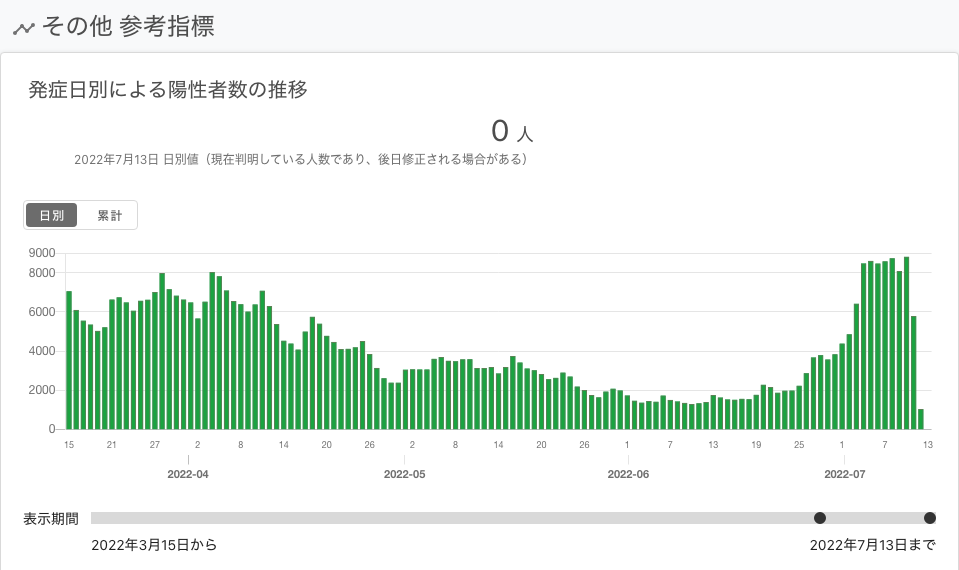 その他 参考指標
発症日別による陽性者数の推移
0 人
2022年7月13日 日別値（現在判明している人数であり、後日修正される場合がある）
日別 累計
9000
8000
6000
4000
2000
0
15 21 27 2 8 14 20 26 2 8 14 20 26 1 7 13 19 25 1 7 13
2022-04 2022-05 2022-06 2022-07
表示期間
2022年3月15日から 2022年7月13日まで